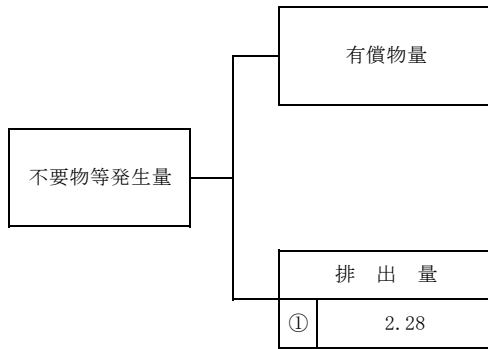 有償物量
不要物等発生量
排 出 量
① 2.28